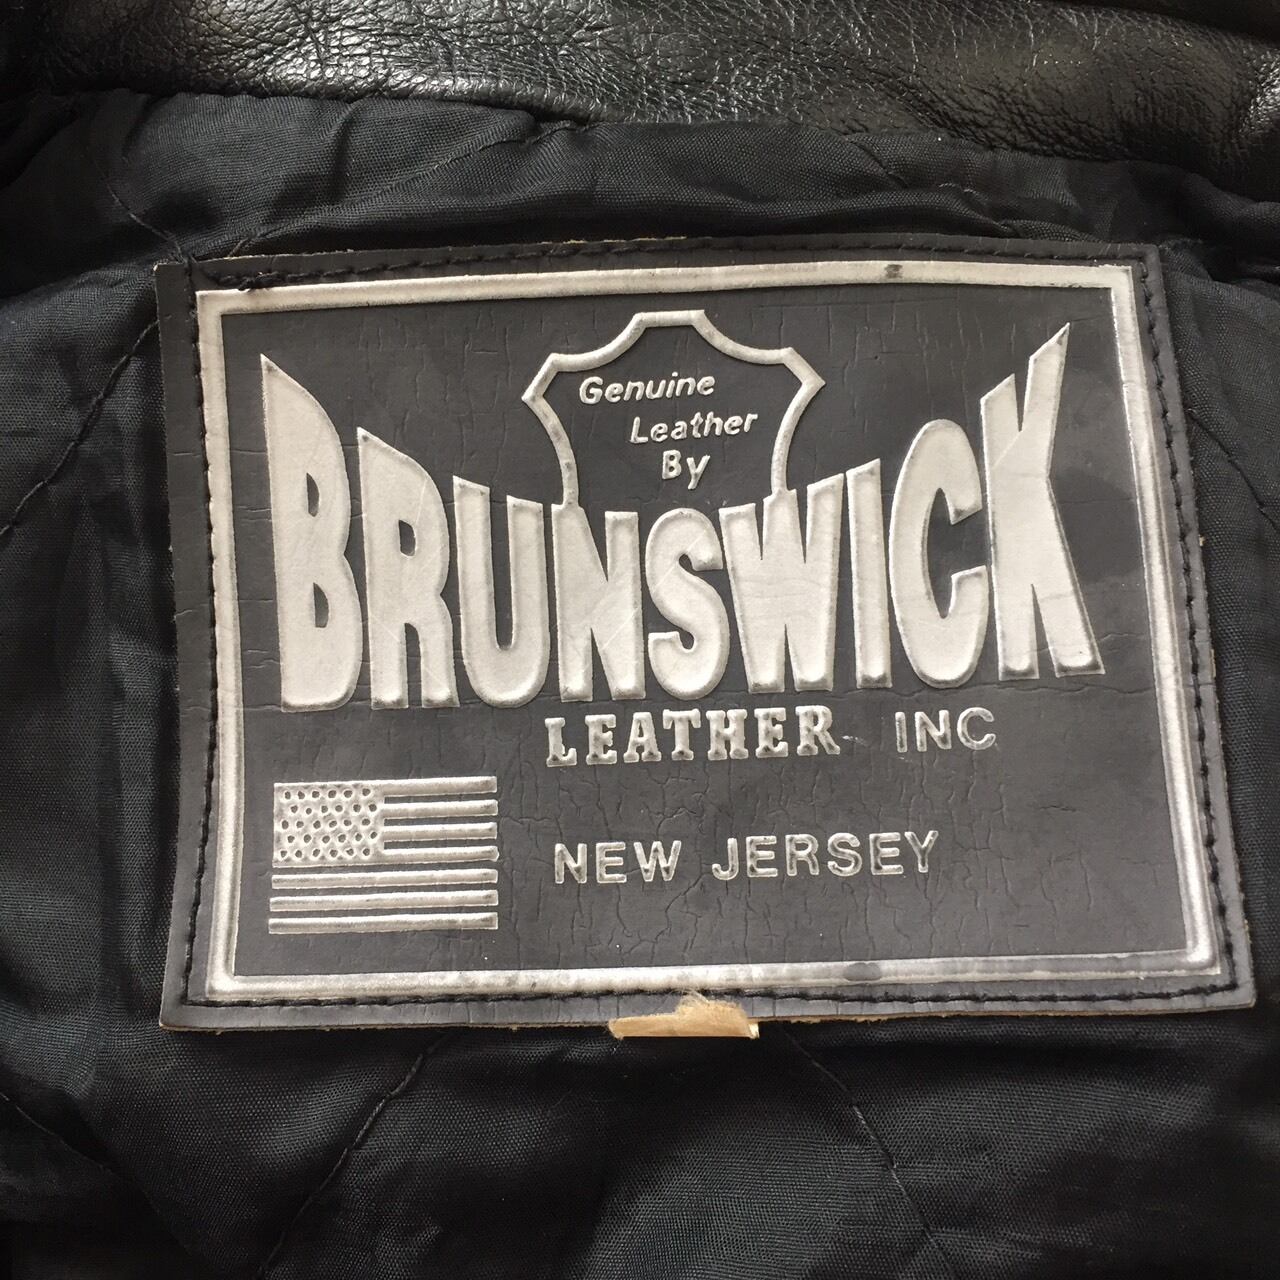 Genuine
Leather
By
BRUNSWICK
LEATHER INC
NEW JERSEY